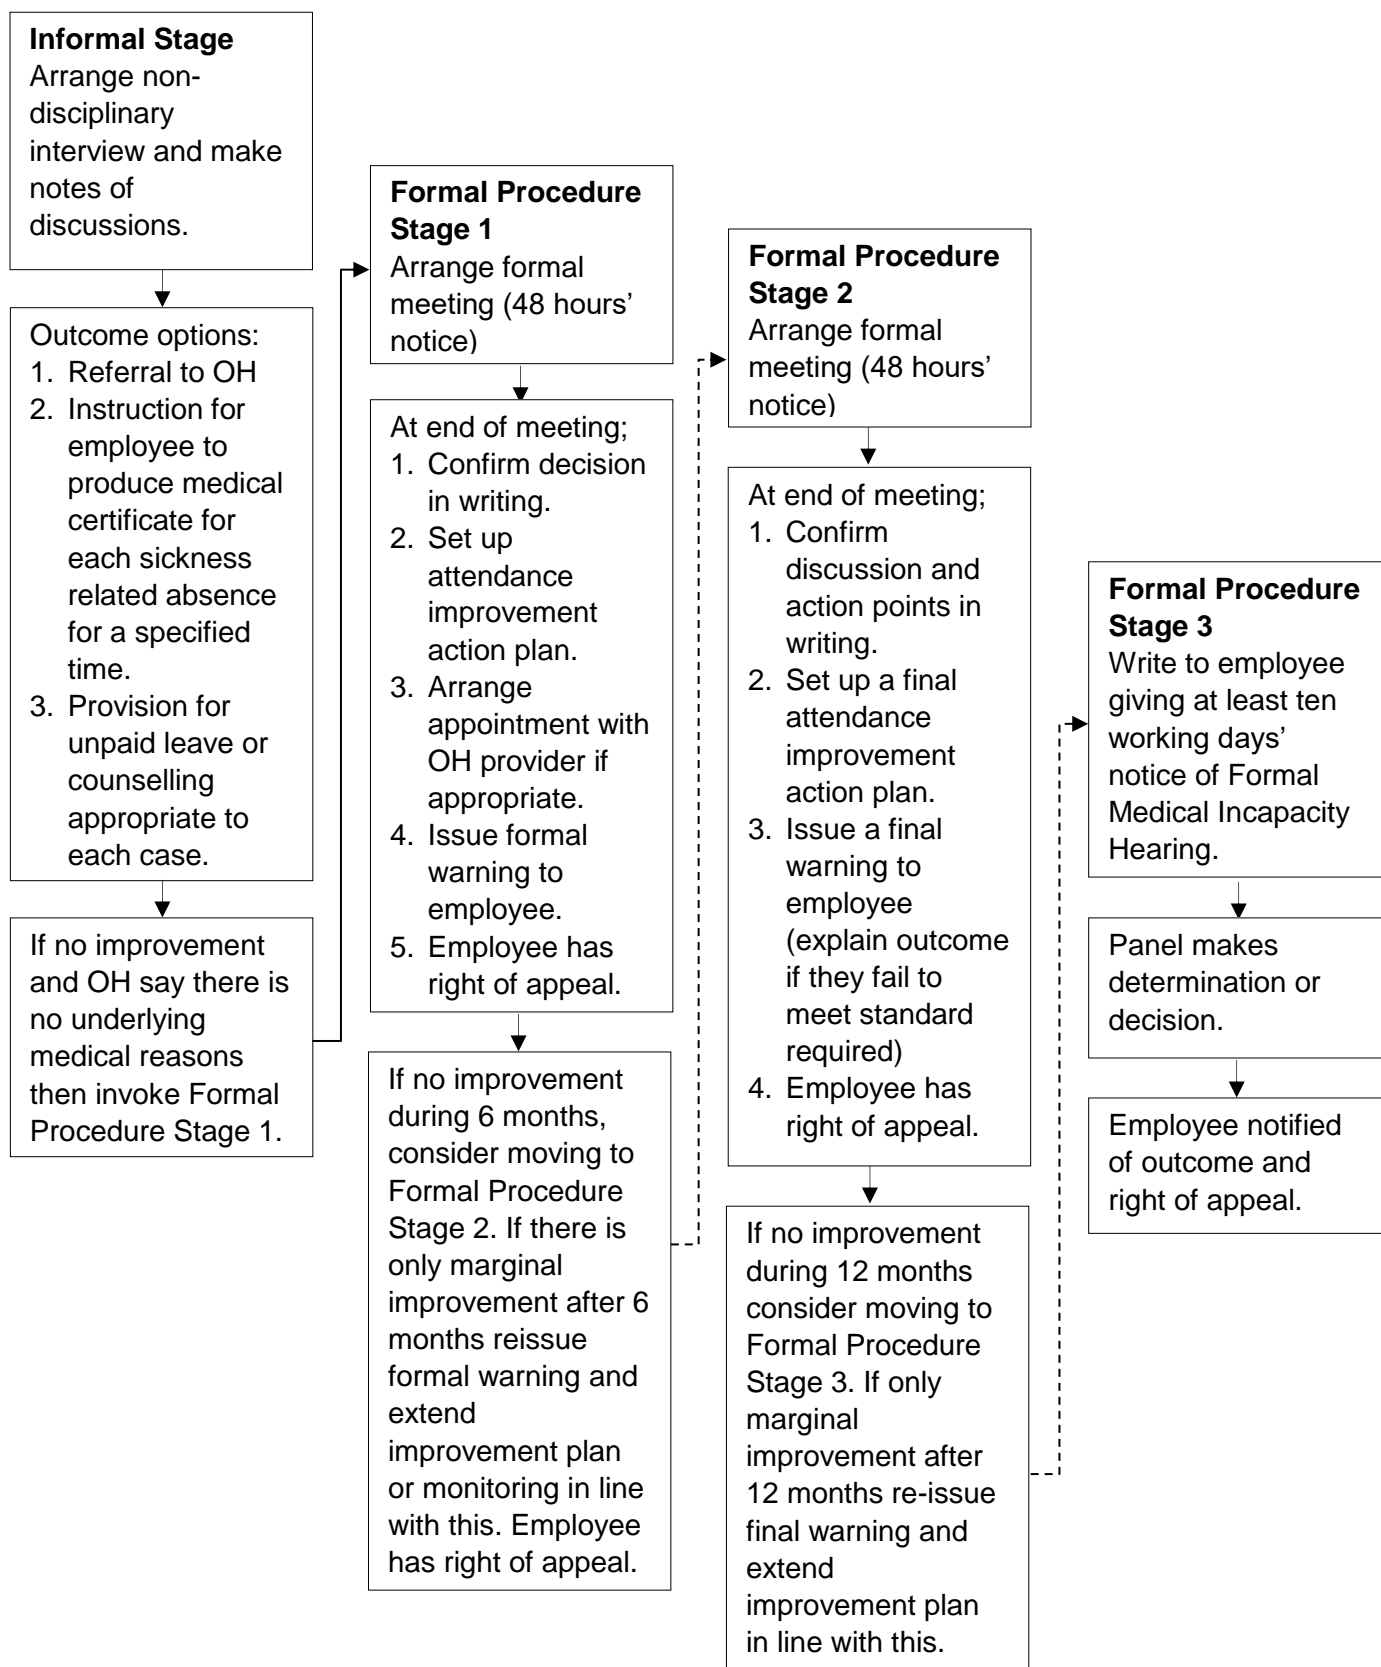 Informal Stage
Arrange non-
disciplinary
interview and make
notes of
discussions.
Outcome options:
1. Referral to OH
2. Instruction for
employee to
produce medical
certificate for
each sickness
related absence
for a specified
time.
3. Provision for
unpaid leave or
counselling
appropriate to
each case.
If no improvement
and OH say there is
no underlying
medical reasons
then invoke Formal
Procedure Stage 1.
Formal Procedure
Stage 1
Arrange formal
meeting (48 hours’
notice)
At end of meeting;
1. Confirm decision
in writing.
2. Set up
attendance
improvement
action plan.
3. Arrange
appointment with
OH provider if
appropriate.
4. Issue formal
warning to
employee.
5. Employee has
right of appeal.
If no improvement
during 6 months,
consider moving to
Formal Procedure
Stage 2. If there is
only marginal
improvement after 6
months reissue
formal warning and
extend
improvement plan
or monitoring in line
with this. Employee
has right of appeal.
Formal Procedure
Stage 2
Arrange formal
meeting (48 hours’
notice)
At end of meeting;
1. Confirm
discussion and
action points in
writing.
2. Set up a final
attendance
improvement
action plan.
3. Issue a final
warning to
employee
(explain outcome
if they fail to
meet standard
required)
4. Employee has
right of appeal.
If no improvement
during 12 months
consider moving to
Formal Procedure
Stage 3. If only
marginal
improvement after
12 months re-issue
final warning and
extend
improvement plan
in line with this.
Formal Procedure
Stage 3
Write to employee
giving at least ten
working days’
notice of Formal
Medical Incapacity
Hearing.
Panel makes
determination or
decision.
Employee notified
of outcome and
right of appeal.